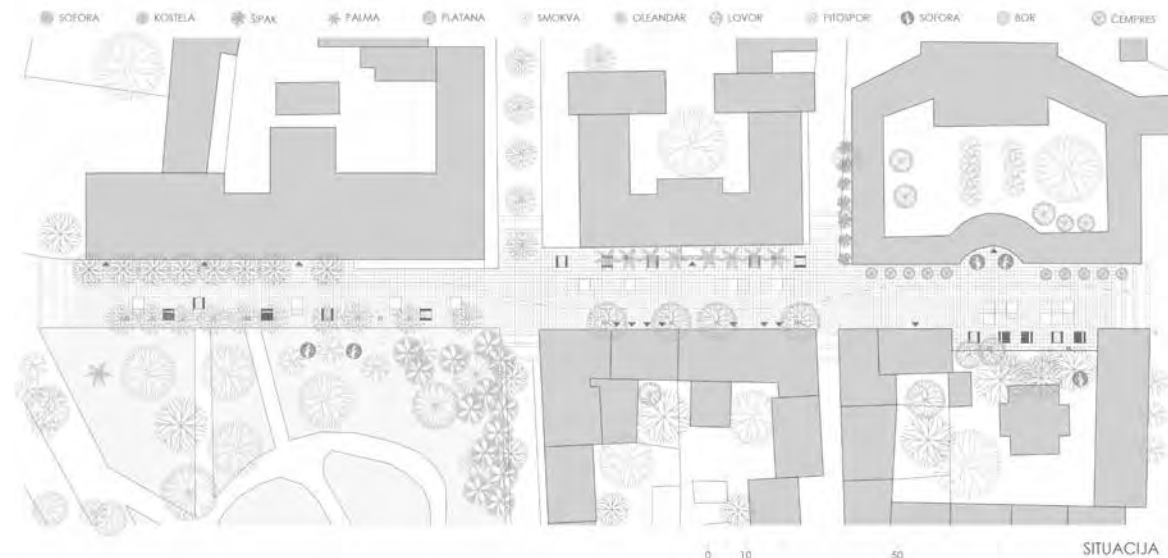 SOFORA KOSTELA ŠIPAK PALMA PLATANA SMOKVA OLEANDAR LOVOR PITOSPOR SOFORA BOR ČEMPRES
0 10 50
SITUACIJA